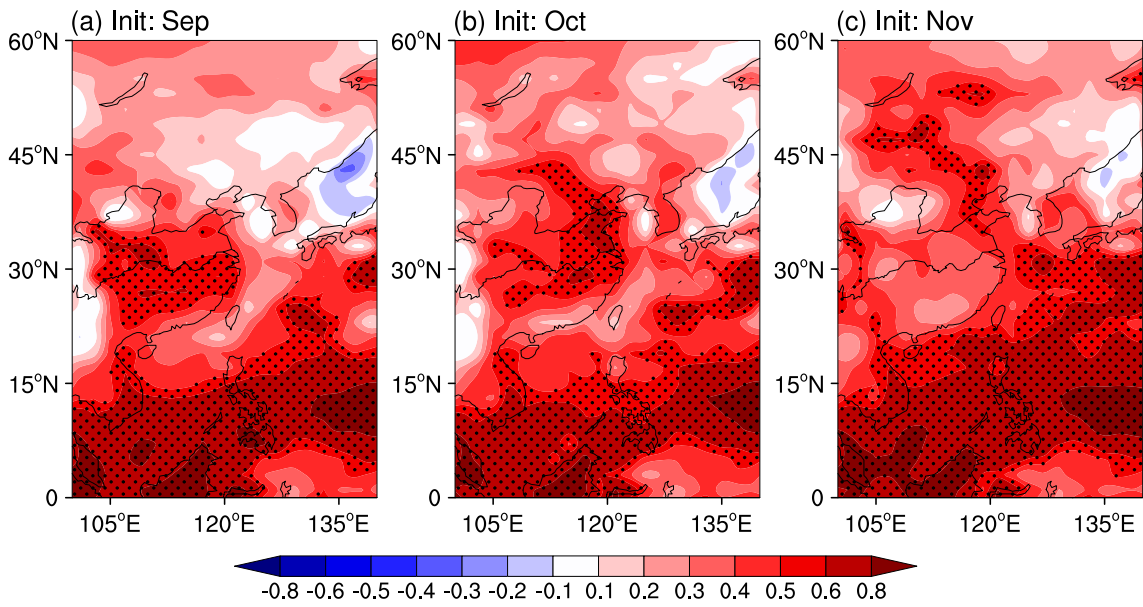 (a) Init: Sep (b) Init: Oct (c) Init: Nov
60°N 60°N 60°N
45°N 45°N 45°N
30°N 30°N 30°N
15°N 15°N 15°N
0 0 0
105°E 120°E 135°E 105°E 120°E 135°E 105°E 120°E 135°E
-0.8 -0.6 -0.5 -0.4 -0.3 -0.2 -0.1 0.1 0.2 0.3 0.4 0.5 0.6 0.8